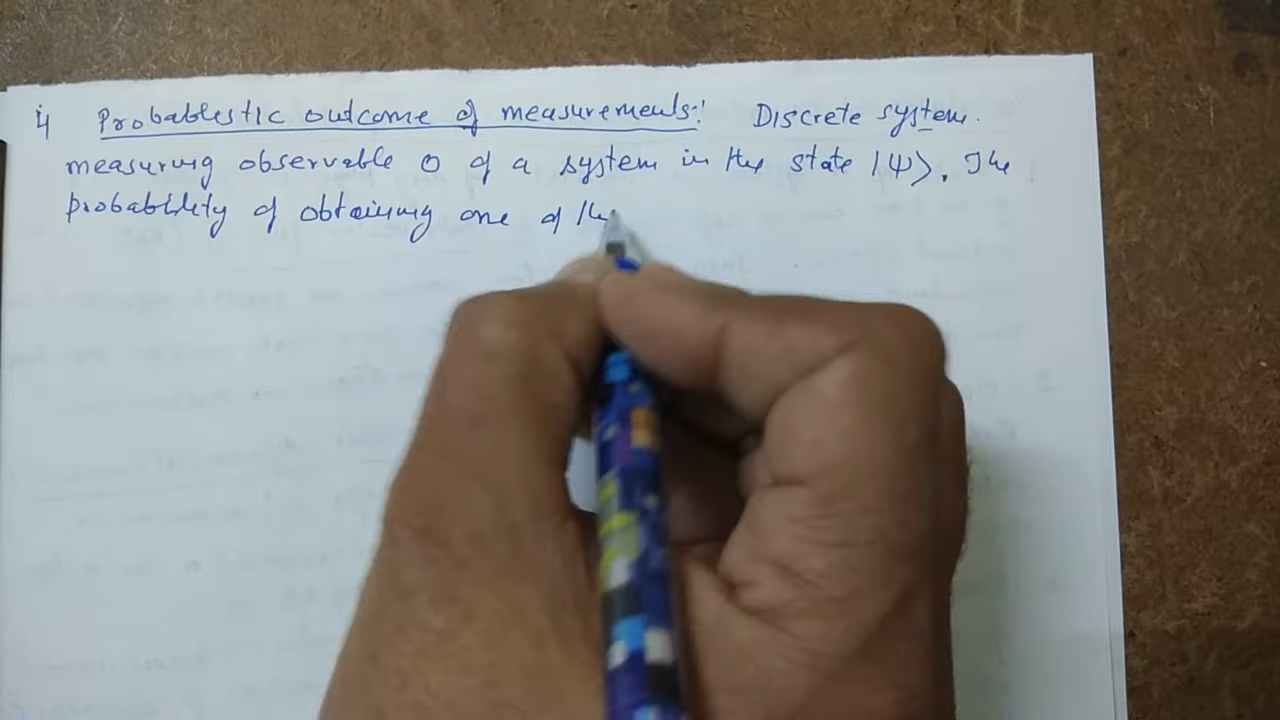 4 Probablistic outcome of measurements:! Discrete system.
measuring observable O of a system in the state |ψ⟩. The
probability of obtaining one of the